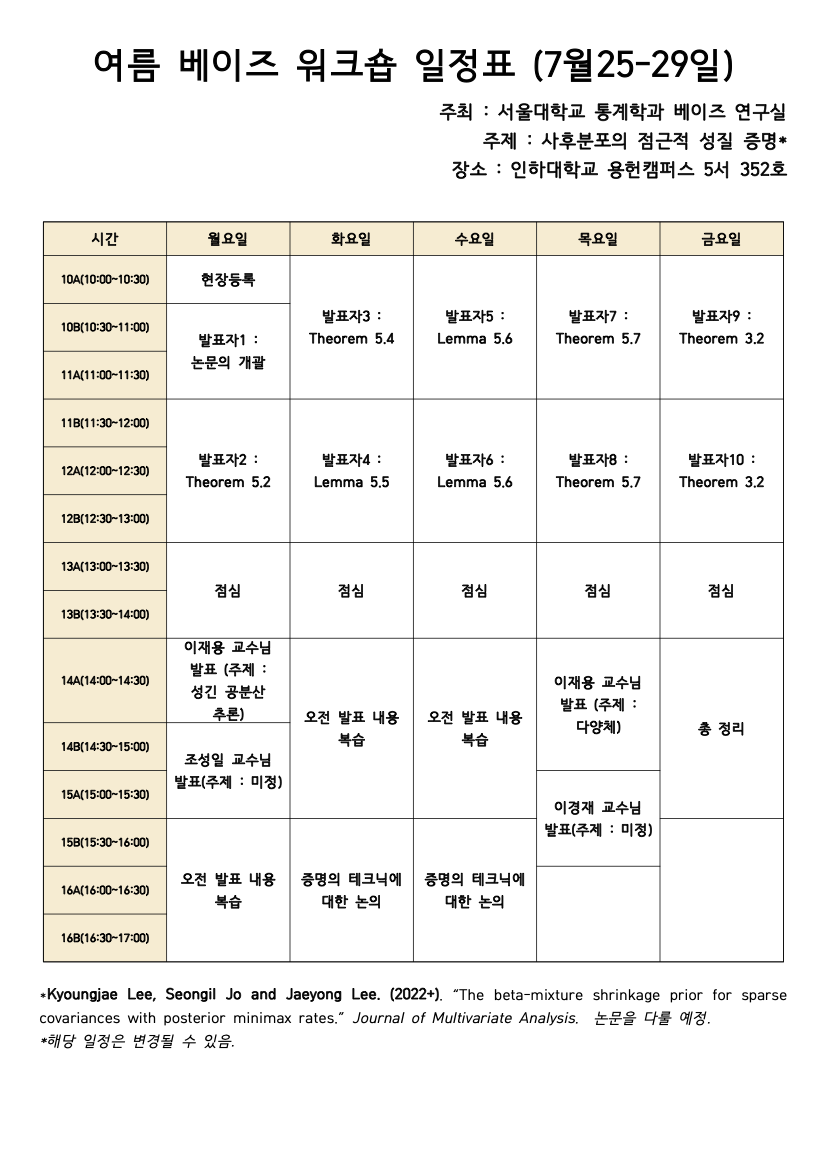 여름 베이즈 워크숍 일정표 (7월25-29일)
주최 : 서울대학교 통계학과 베이즈 연구실
주제 : 사후분포의 점근적 성질 증명*
장소 : 인하대학교 용현캠퍼스 5서 352호
시간 월요일 화요일 수요일 목요일 금요일
10A(10:00~10:30)
현장등록
10B(10:30~11:00)
11A(11:00~11:30)
발표자1 :
논문의 개괄
발표자3 :
Theorem 5.4
발표자5 :
Lemma 5.6
발표자7 :
Theorem 5.7
발표자9 :
Theorem 3.2
11B(11:30~12:00)
12A(12:00~12:30)
12B(12:30~13:00)
발표자2 :
Theorem 5.2
발표자4 :
Lemma 5.5
발표자6 :
Lemma 5.6
발표자8 :
Theorem 5.7
발표자10 :
Theorem 3.2
13A(13:00~13:30)
13B(13:30~14:00)
점심 점심 점심 점심 점심
14A(14:00~14:30)
이재용 교수님
발표 (주제 :
성긴 공분산
추론)
14B(14:30~15:00)
15A(15:00~15:30)
조성일 교수님
발표(주제 : 미정)
오전 발표 내용
복습
오전 발표 내용
복습
이재용 교수님
발표 (주제 :
다양체)
이경재 교수님
발표(주제 : 미정)
총 정리
15B(15:30~16:00)
16A(16:00~16:30)
16B(16:30~17:00)
오전 발표 내용
복습
증명의 테크닉에
대한 논의
증명의 테크닉에
대한 논의
*Kyoungjae Lee, Seongil Jo and Jaeyong Lee. (2022+). “The beta-mixture shrinkage prior for sparse
covariances with posterior minimax rates.” Journal of Multivariate Analysis. 논문을 다룰 예정.
*해당 일정은 변경될 수 있음.